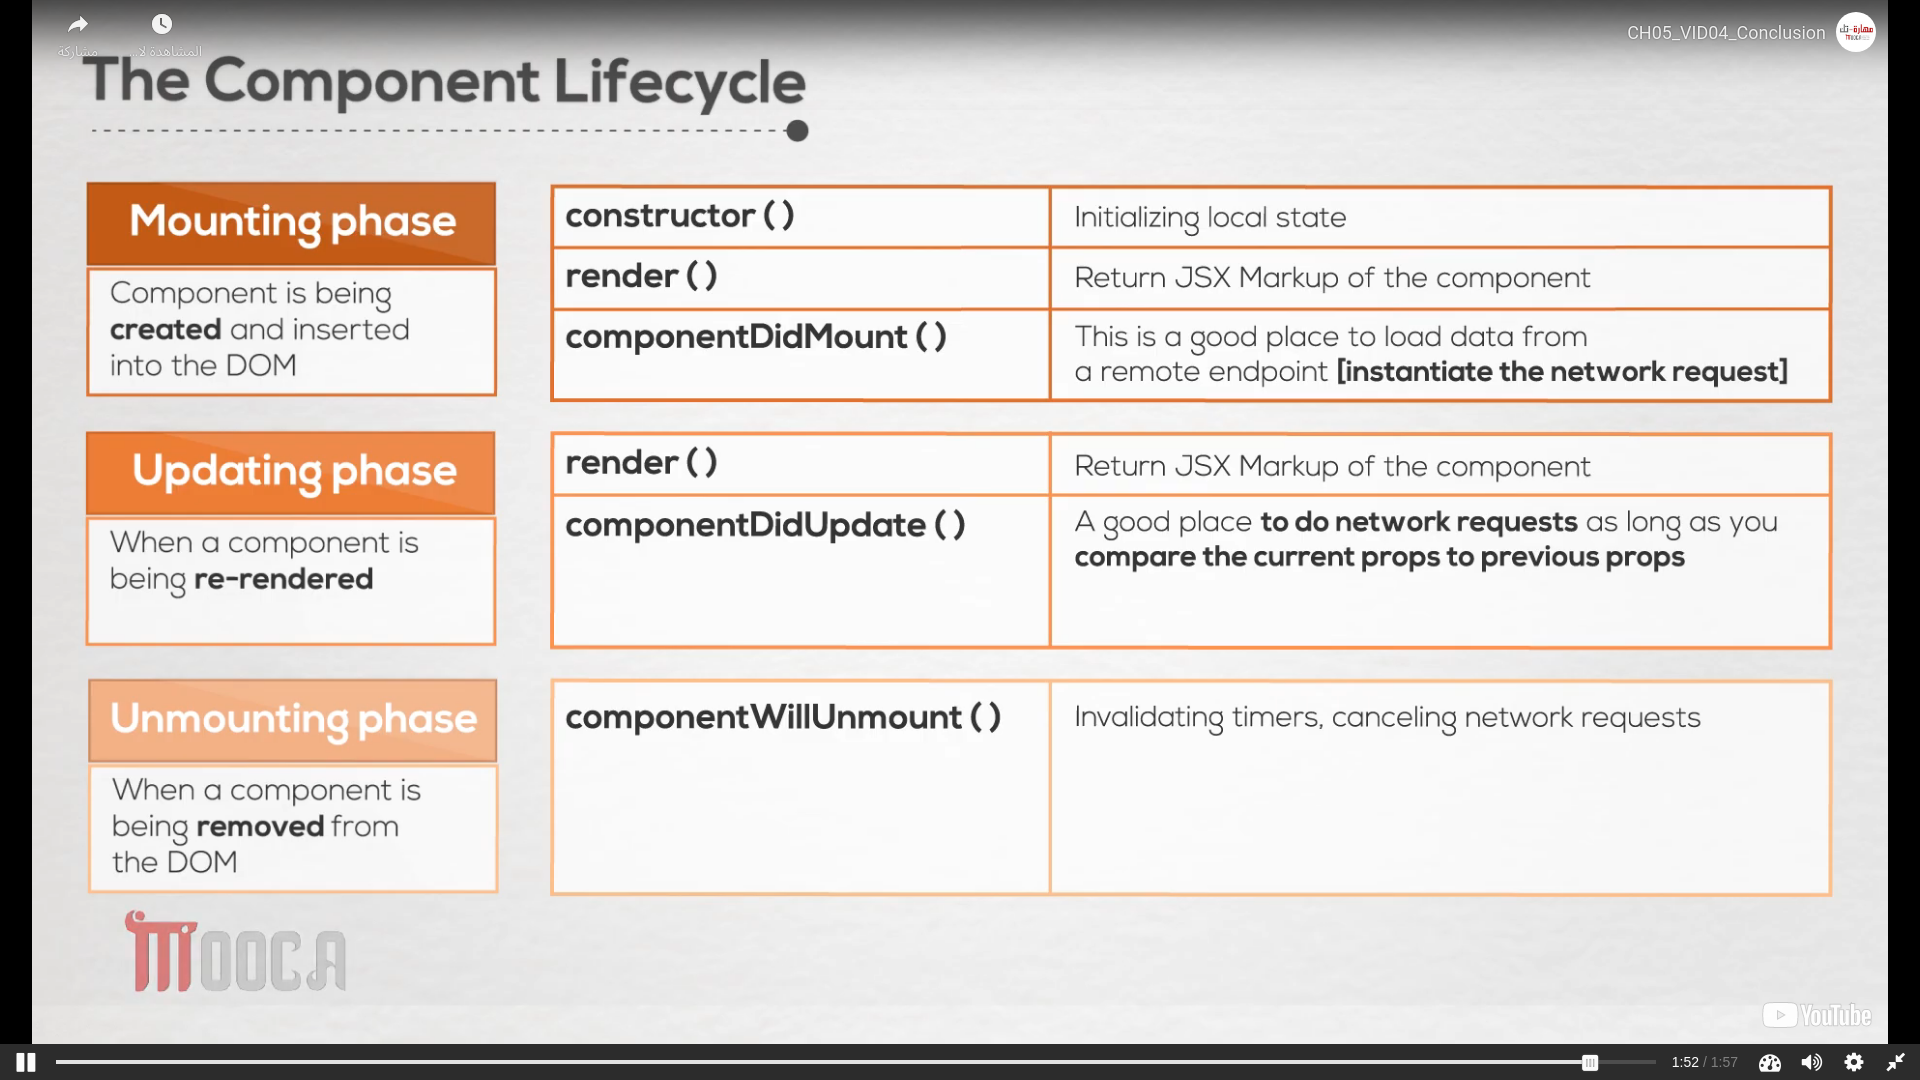 مشاركة
المشاهدة لا...
CH05_VID04_Conclusion
The Component Lifecycle
Mounting phase
Component is being
created and inserted
into the DOM
constructor ( )
Initializing local state
render ( )
Return JSX Markup of the component
componentDidMount ( )
This is a good place to load data from
a remote endpoint [instantiate the network request]
Updating phase
When a component is
being re-rendered
render ( )
Return JSX Markup of the component
componentDidUpdate ( )
A good place to do network requests as long as you
compare the current props to previous props
Unmounting phase
When a component is
being removed from
the DOM
componentWillUnmount ( )
Invalidating timers, canceling network requests
MOOCA
YouTube
1:52 / 1:57